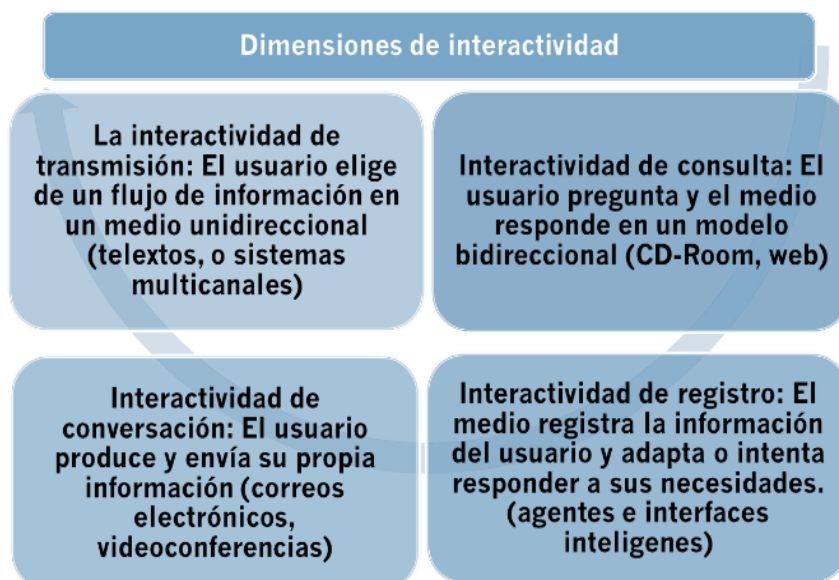 Dimensiones de interactividad
La interactividad de
transmisión: El usuario elige
de un flujo de información en
un medio unidireccional
(telextos, o sistemas
multicanales)
Interactividad de consulta: El
usuario pregunta y el medio
responde en un modelo
bidireccional (CD-Room, web)
Interactividad de
conversación: El usuario
produce y envía su propia
información (correos
electrónicos,
videoconferencias)
Interactividad de registro: El
medio registra la información
del usuario y adapta o intenta
responder a sus necesidades.
(agentes e interfaces
inteligenes)